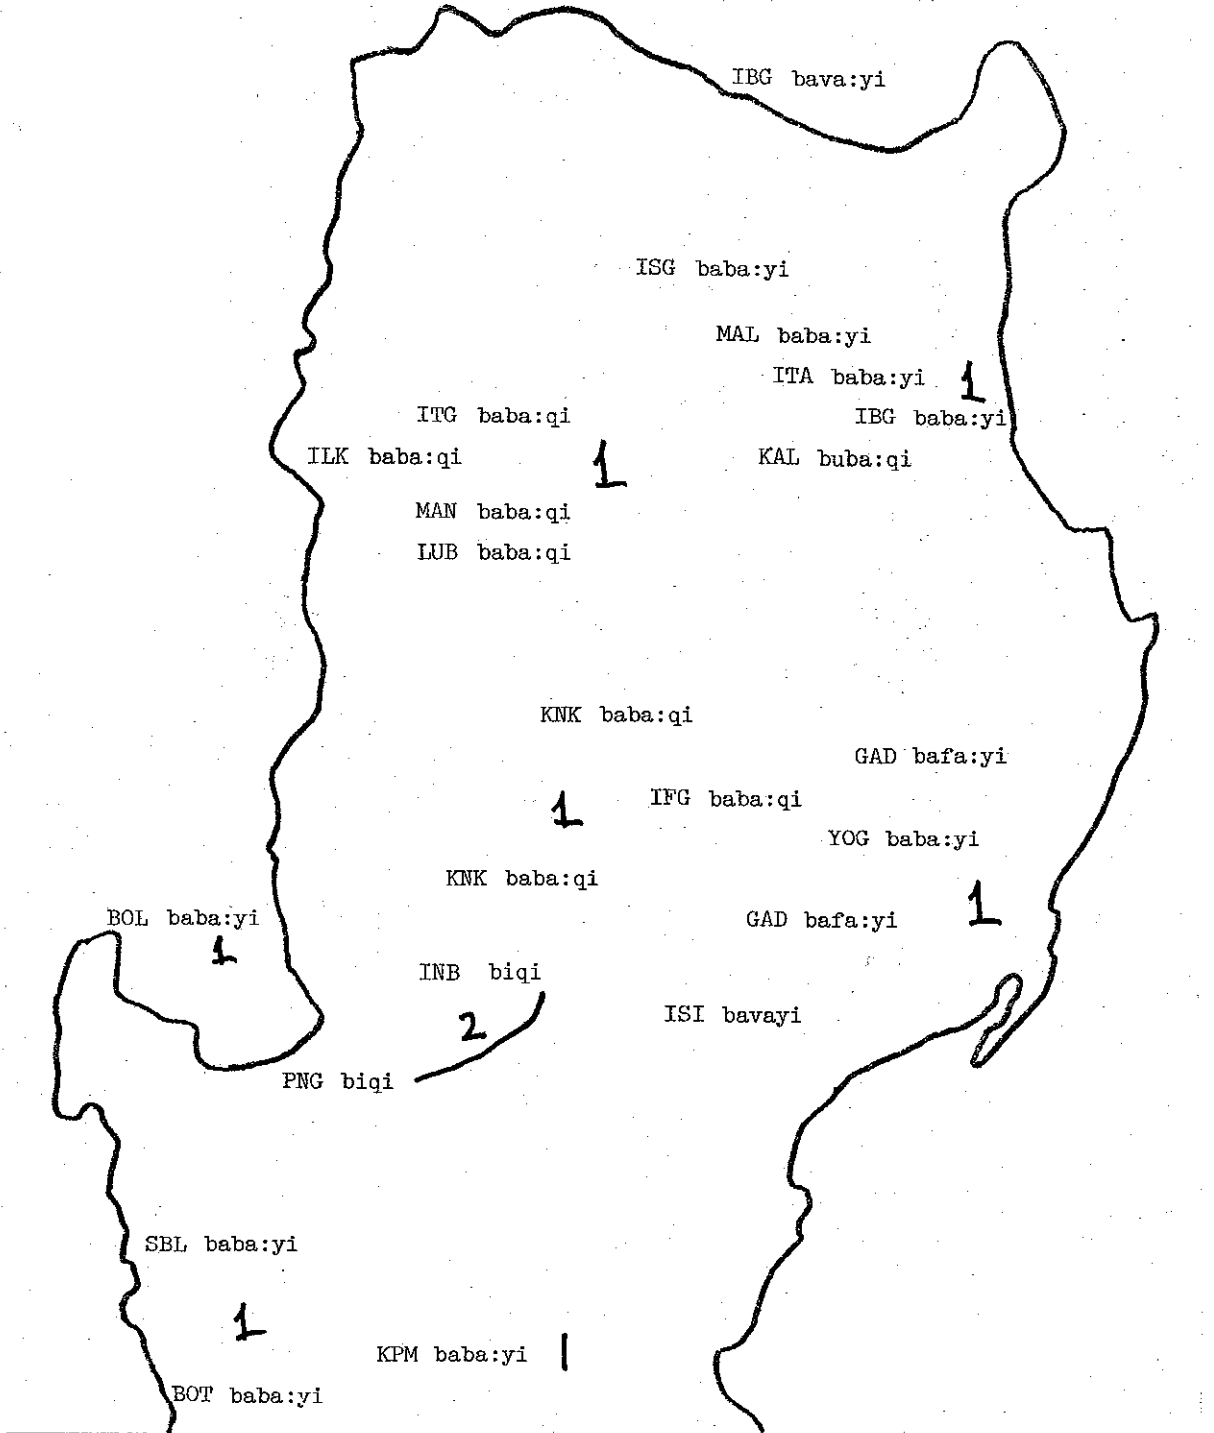 IBG bava:yi
ISG baba:yi
MAL baba:yi
ITA baba:yi 1
ITG baba:qi
IBG baba:yi
ILK baba:qi 1
KAL buba:qi
MAN baba:qi
LUB baba:qi
KNK baba:qi
GAD bafa:yi
1 IFG baba:qi
YOG baba:yi
KNK baba:qi
BOL baba:yi
GAD bafa:yi 1
1
INB biqi
ISI bavayi
2
PNG biqi
SBL baba:yi
1
KPM baba:yi 1
BOT baba:yi